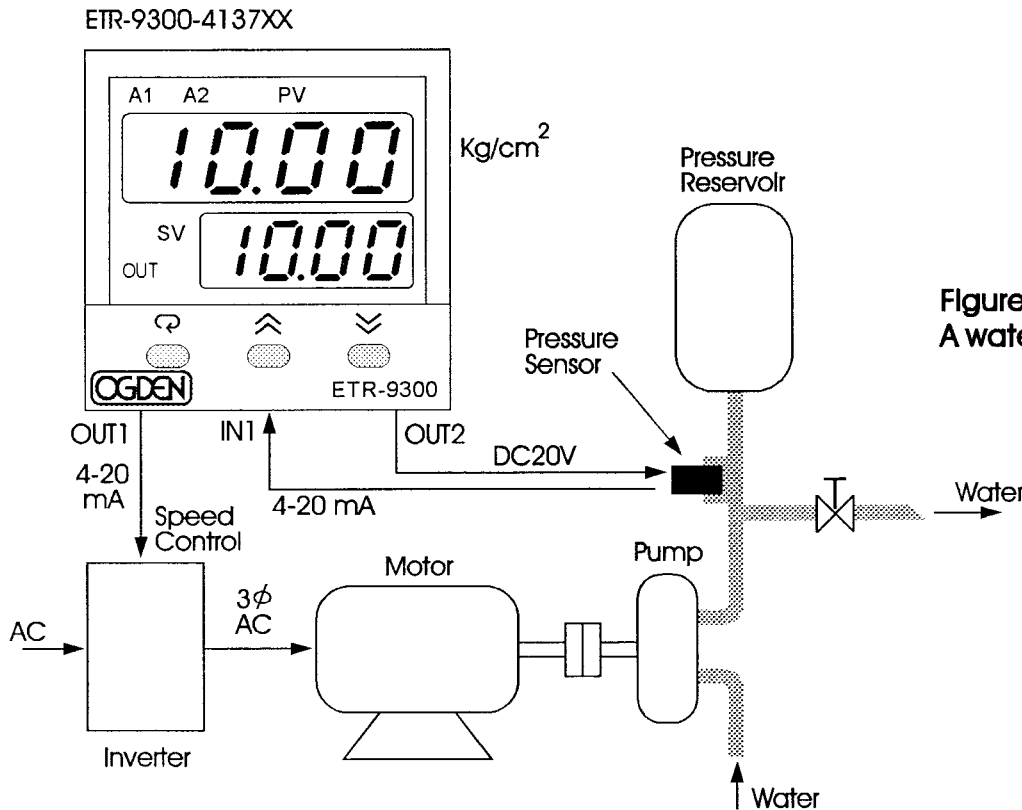 ETR-9300-4137XX
A1 A2 PV
10.00
Kg/cm²
SV
10.00
OUT
OGDEN
ETR-9300
OUT1
IN1
OUT2
4-20
mA
DC20V
4-20 mA
Pressure
Reservoir
Pressure
Sensor
Figure
A wate
Water
Speed
Control
Pump
Motor
3ϕ
AC
AC
Inverter
Water